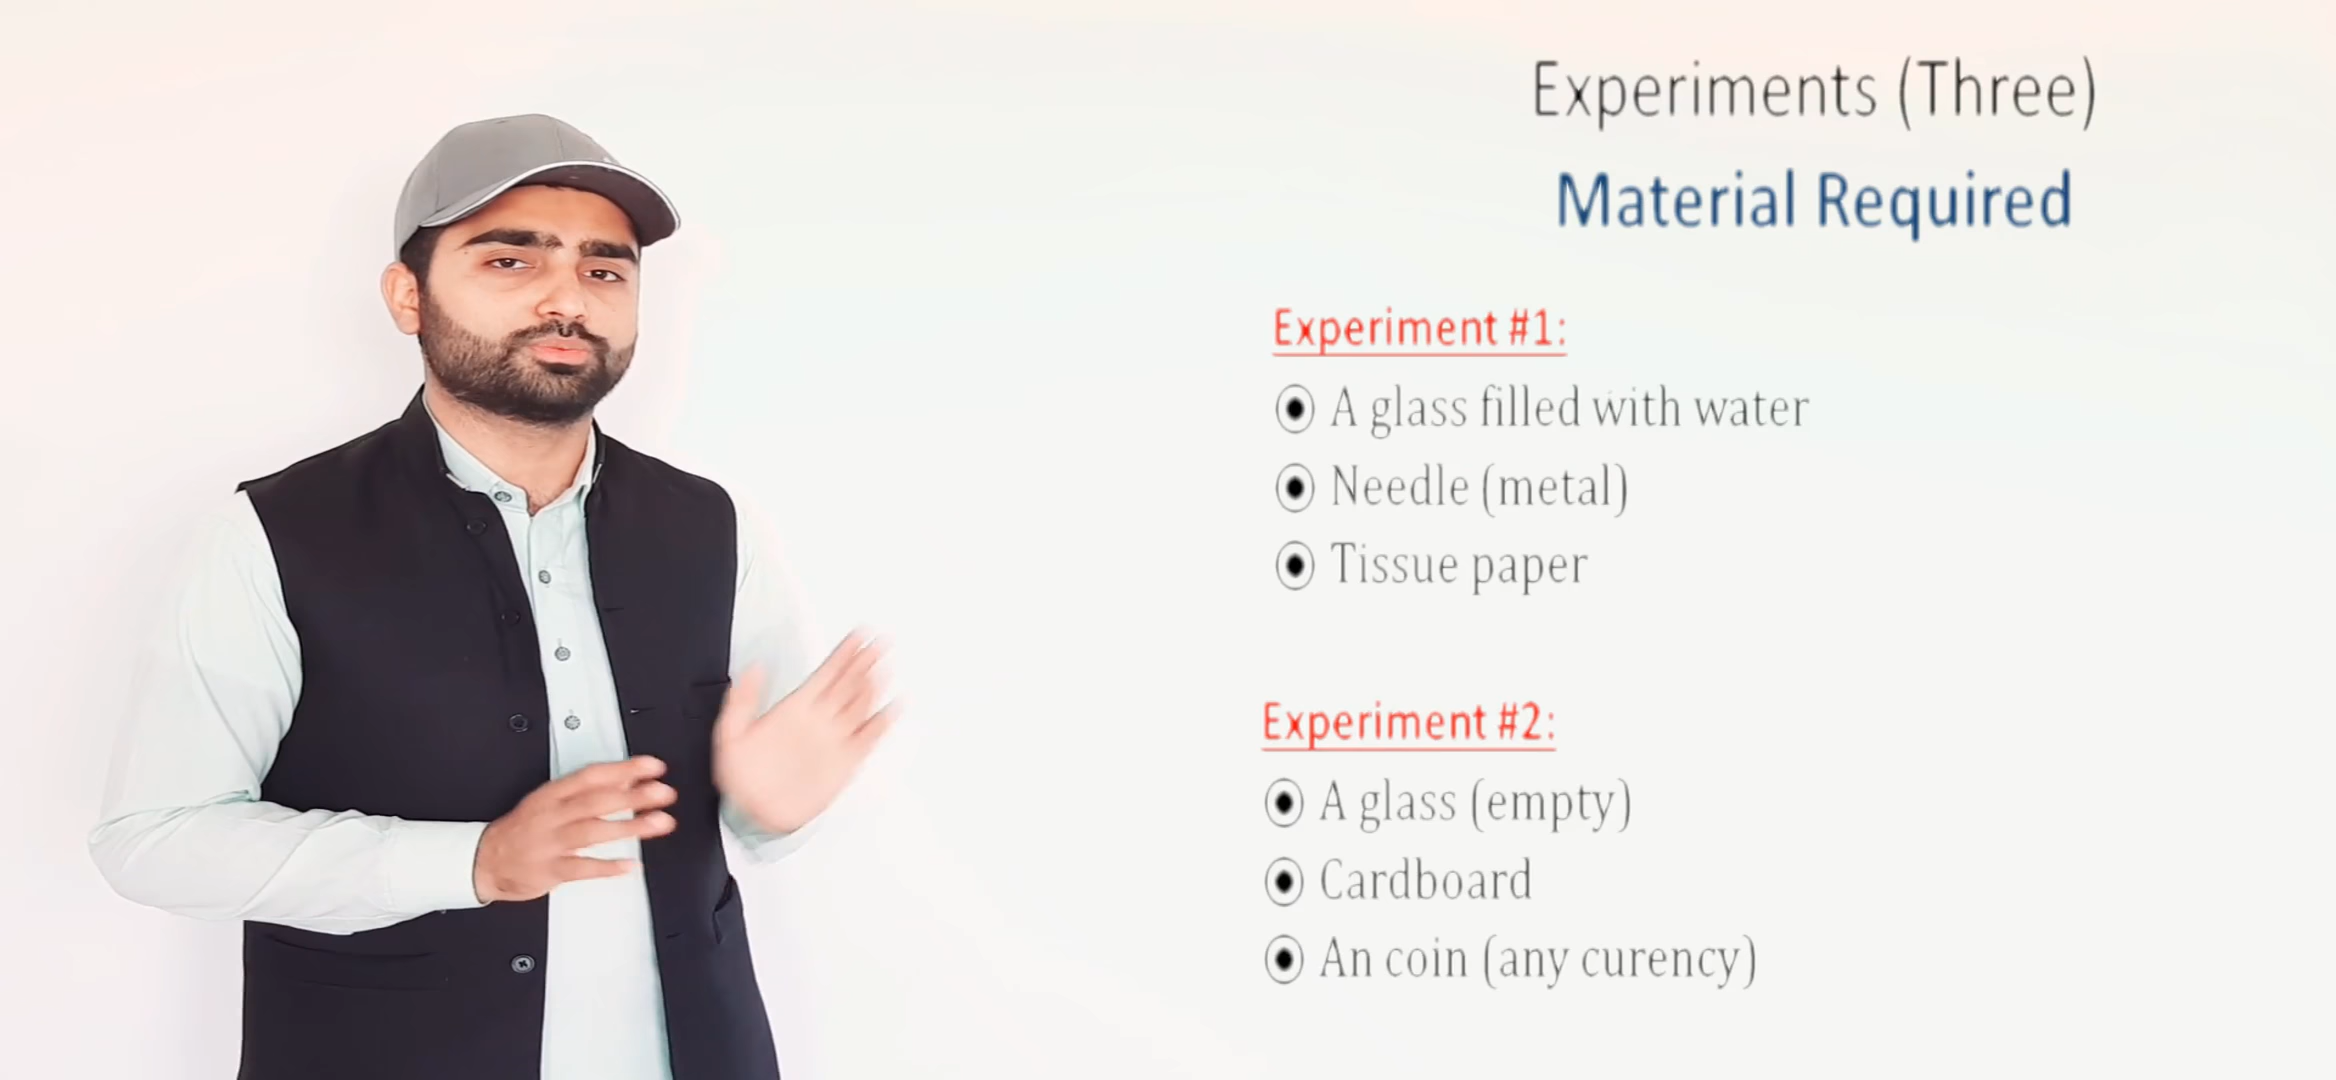 Experiments (Three)
Material Required
Experiment #1:
A glass filled with water
Needle (metal)
Tissue paper
Experiment #2:
A glass (empty)
Cardboard
An coin (any curency)